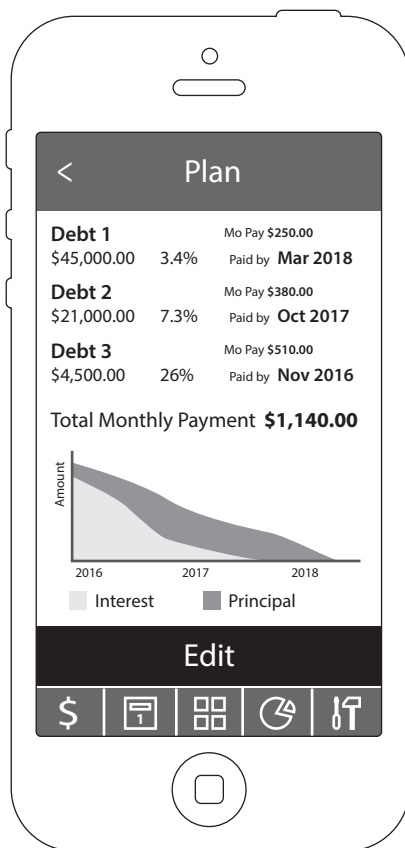 < Plan
Debt 1 Mo Pay $250.00
$45,000.00 3.4% Paid by Mar 2018
Debt 2 Mo Pay $380.00
$21,000.00 7.3% Paid by Oct 2017
Debt 3 Mo Pay $510.00
$4,500.00 26% Paid by Nov 2016
Total Monthly Payment $1,140.00
Amount
2016 2017 2018
Interest Principal
Edit
$ 1